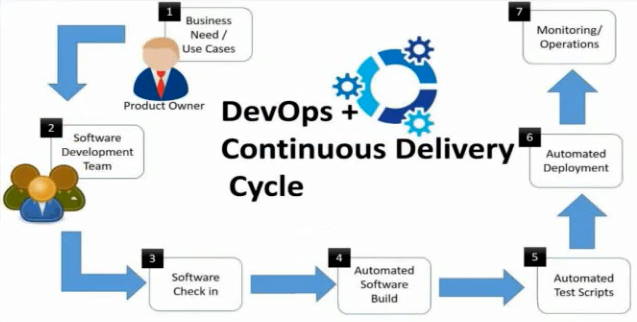 1
Business
Need /
Use Cases
Product Owner
2
Software
Development
Team
3
Software
Check in
4
Automated
Software
Build
5
Automated
Test Scripts
6
Automated
Deployment
7
Monitoring/
Operations
DevOps +
Continuous Delivery
Cycle